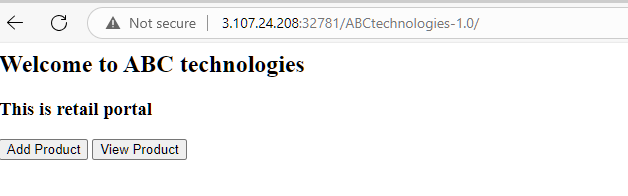 Not secure 3.107.24.208:32781/ABCtechnologies-1.0/
Welcome to ABC technologies
This is retail portal
Add Product View Product